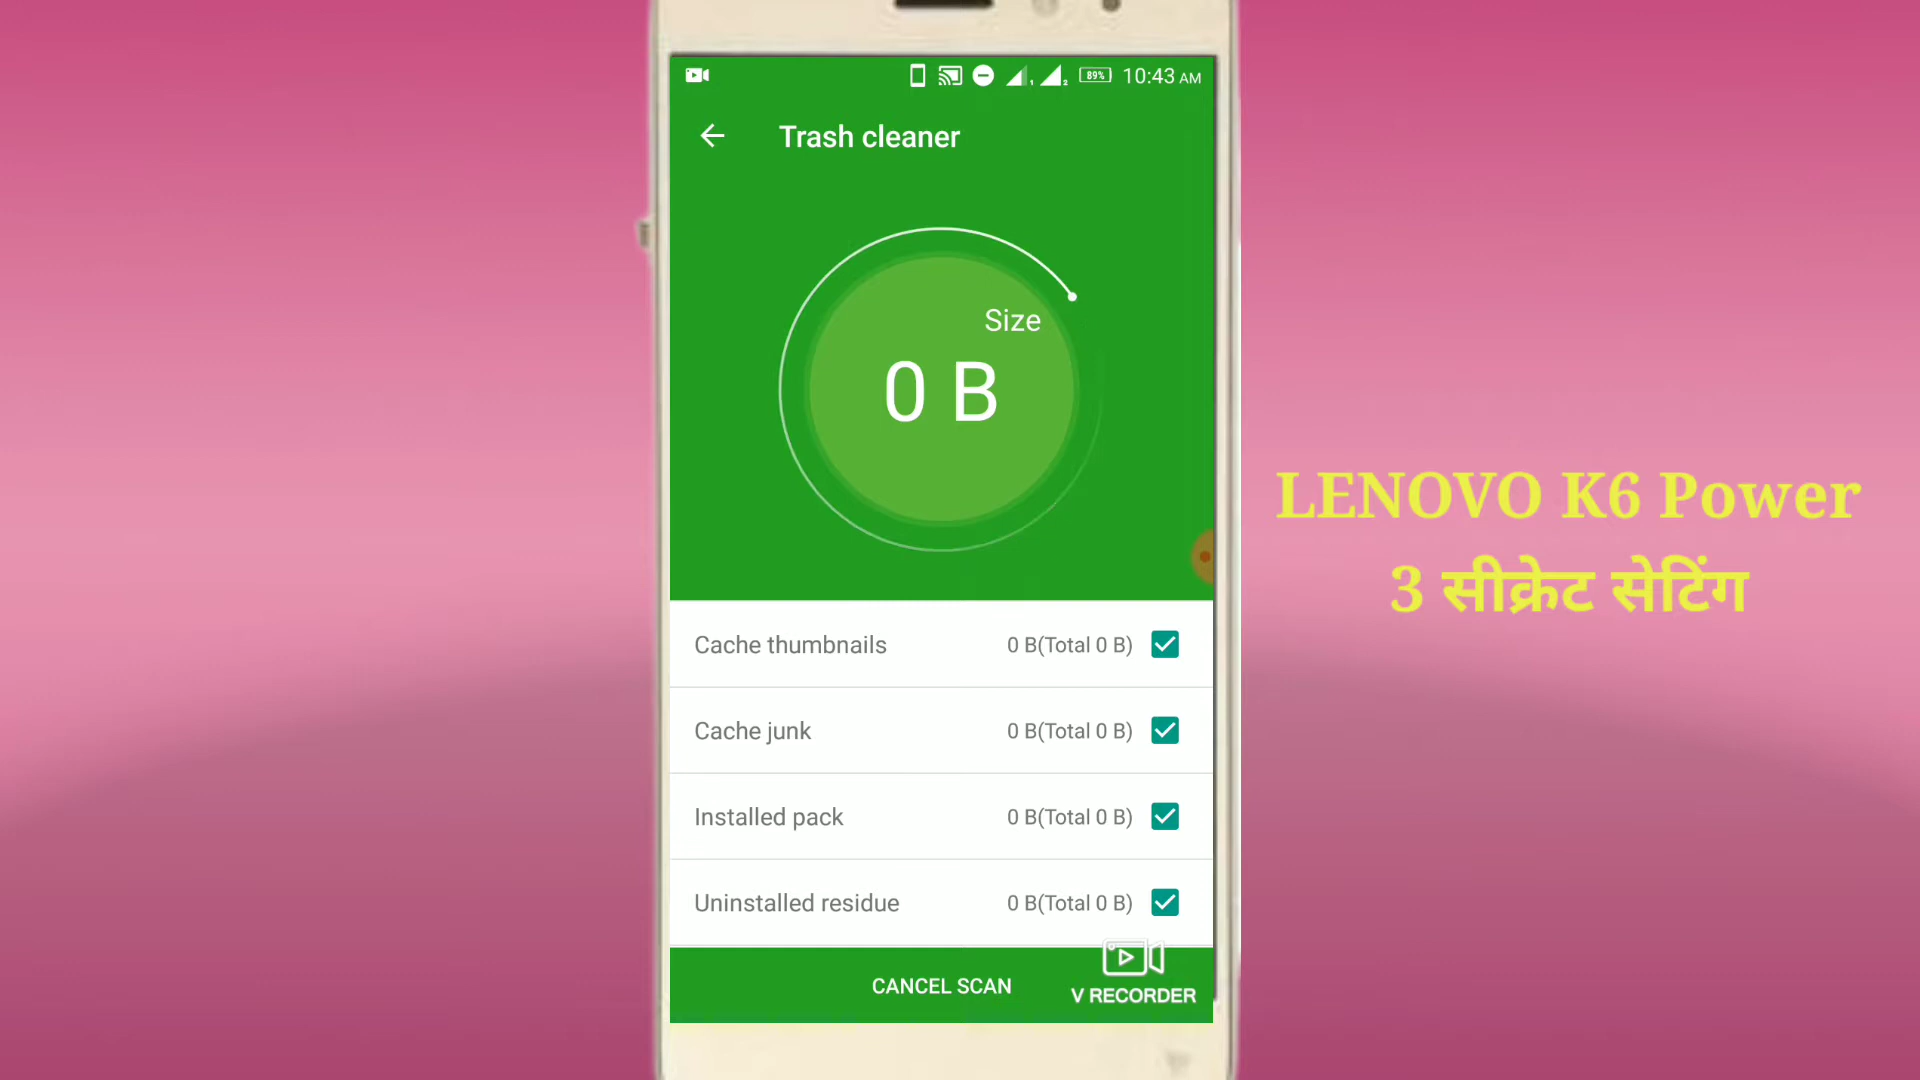 89% 10:43 AM
Trash cleaner
Size
0 B
Cache thumbnails 0 B(Total 0 B)
Cache junk 0 B(Total 0 B)
Installed pack 0 B(Total 0 B)
Uninstalled residue 0 B(Total 0 B)
CANCEL SCAN
V RECORDER
LENOVO K6 Power
3 सीक्रेट सेटिंग